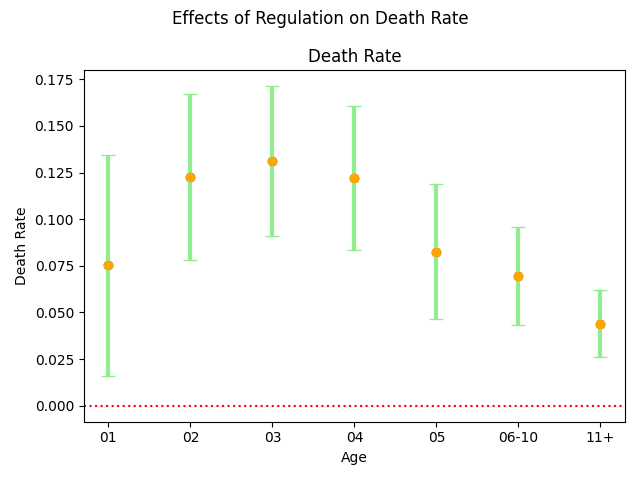 Effects of Regulation on Death Rate
Death Rate
0.175
0.150
0.125
0.100
0.075
0.050
0.025
0.000
Death Rate
01 02 03 04 05 06-10 11+
Age